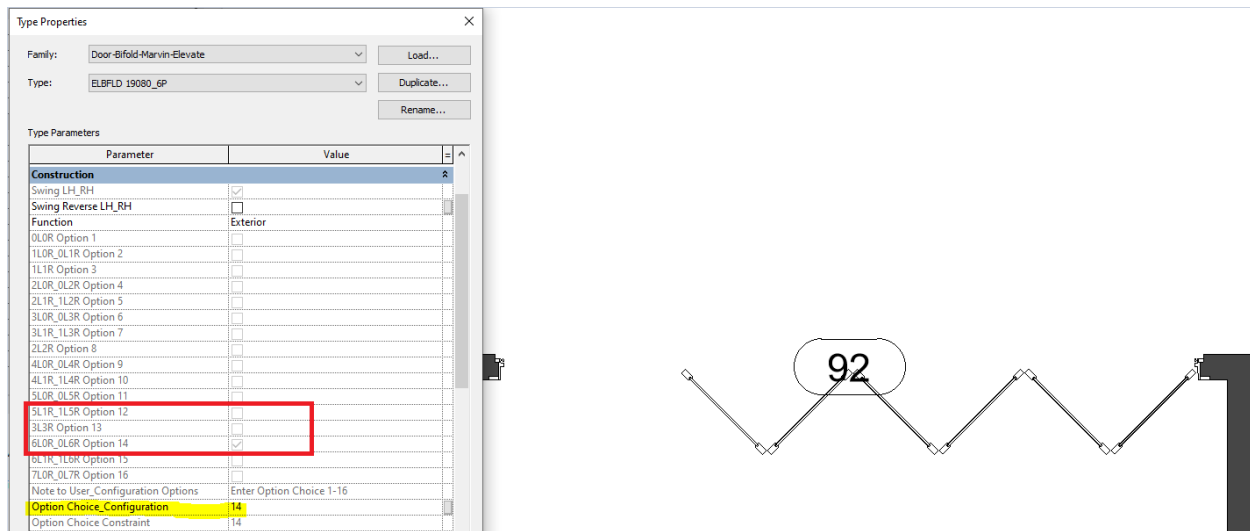 Type Properties
Family: Door-Bifold-Marvin-Elevate Load...
Type: ELBFLD 19080_6P Duplicate...
Rename...
Type Parameters
Parameter Value =
Construction
Swing LH_RH
Swing Reverse LH_RH
Function Exterior
0L0R Option 1
1L0R_0L1R Option 2
1L1R Option 3
2L0R_0L2R Option 4
2L1R_1L2R Option 5
3L0R_0L3R Option 6
3L1R_1L3R Option 7
2L2R Option 8
4L0R_0L4R Option 9
4L1R_1L4R Option 10
5L0R_0L5R Option 11
5L1R_1L5R Option 12
3L3R Option 13
6L0R_0L6R Option 14
6L1R_1L6R Option 15
7L0R_0L7R Option 16
Note to User_Configuration Options Enter Option Choice 1-16
Option Choice_Configuration 14
Option Choice Constraint 14
92